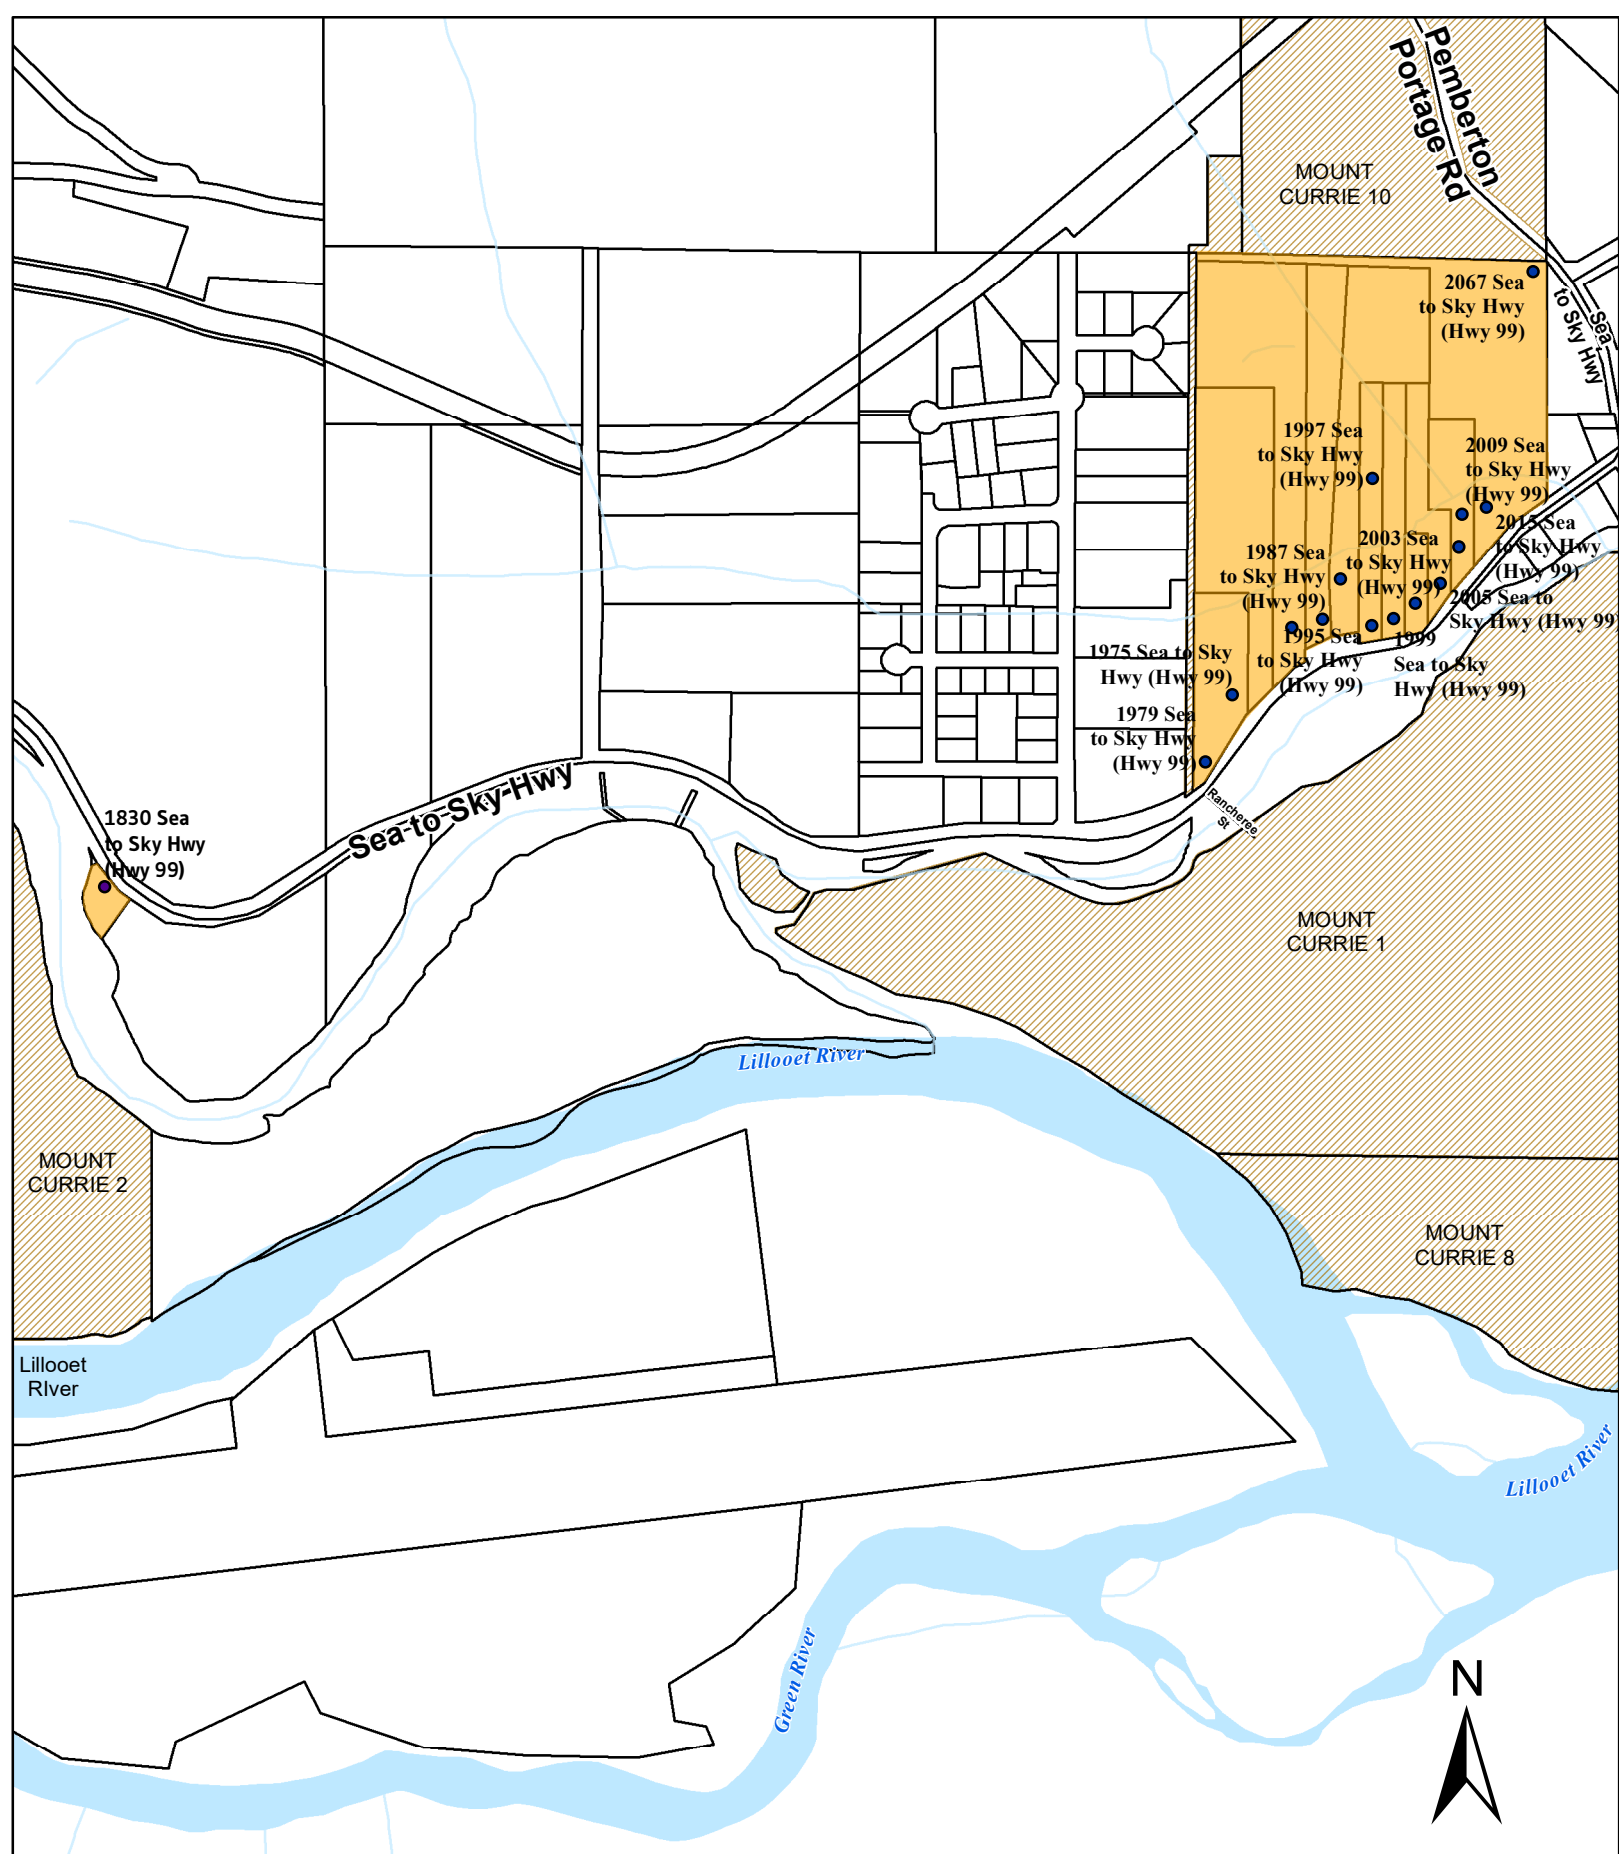 Pemberton
Portage Rd
MOUNT
CURRIE 10
2067 Sea
to Sky Hwy
(Hwy 99)
Sea
to Sky Hwy
1997 Sea
to Sky Hwy
(Hwy 99)
2009 Sea
to Sky Hwy
(Hwy 99)
2015 Sea
to Sky Hwy
(Hwy 99)
2003 Sea
to Sky Hwy
(Hwy 99)
1987 Sea
to Sky Hwy
(Hwy 99)
2005 Sea to
Sky Hwy (Hwy 99)
1995 Sea
to Sky Hwy
(Hwy 99)
1999
Sea to Sky
Hwy (Hwy 99)
1975 Sea to Sky
Hwy (Hwy 99)
1979 Sea
to Sky Hwy
(Hwy 99)
Sea to Sky Hwy
Rancheree
St
1830 Sea
to Sky Hwy
(Hwy 99)
MOUNT
CURRIE 1
Lillooet River
MOUNT
CURRIE 2
MOUNT
CURRIE 8
Lillooet
RIver
Lillooet River
Green River
N